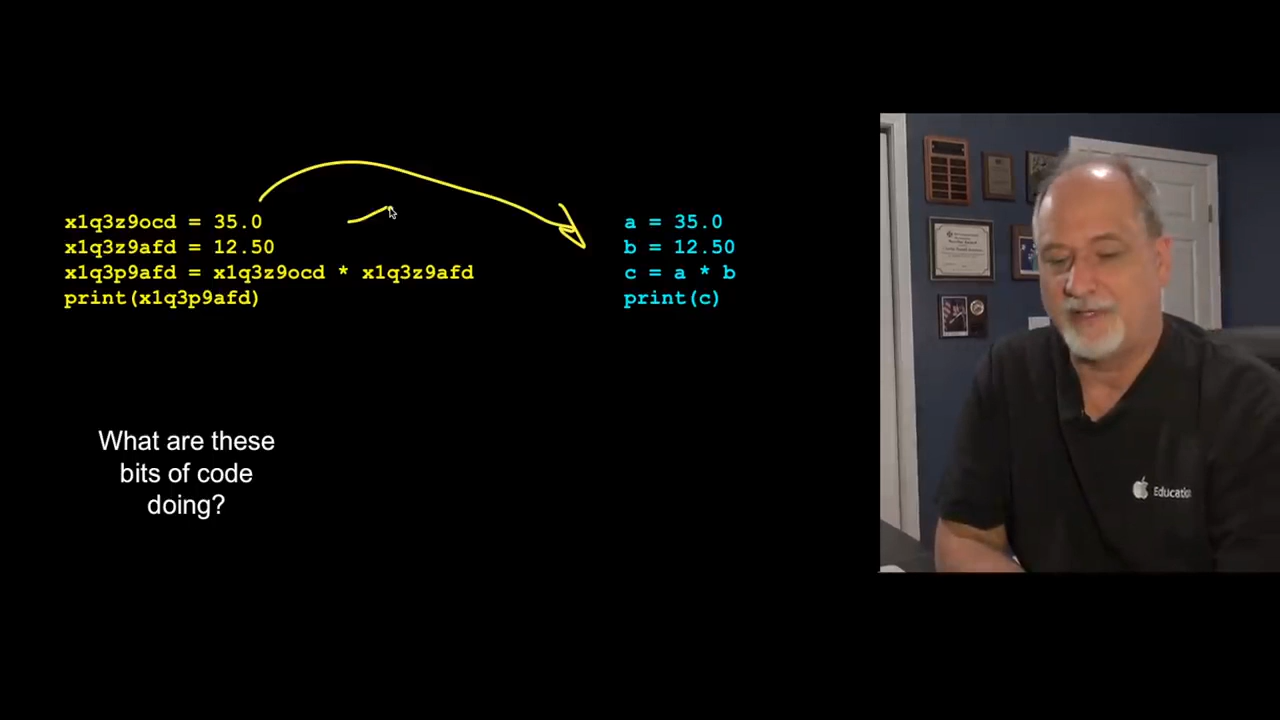 x1q3z9ocd = 35.0
x1q3z9afd = 12.50
x1q3p9afd = x1q3z9ocd * x1q3z9afd
print(x1q3p9afd)
a = 35.0
b = 12.50
c = a * b
print(c)
What are these
bits of code
doing?
Education